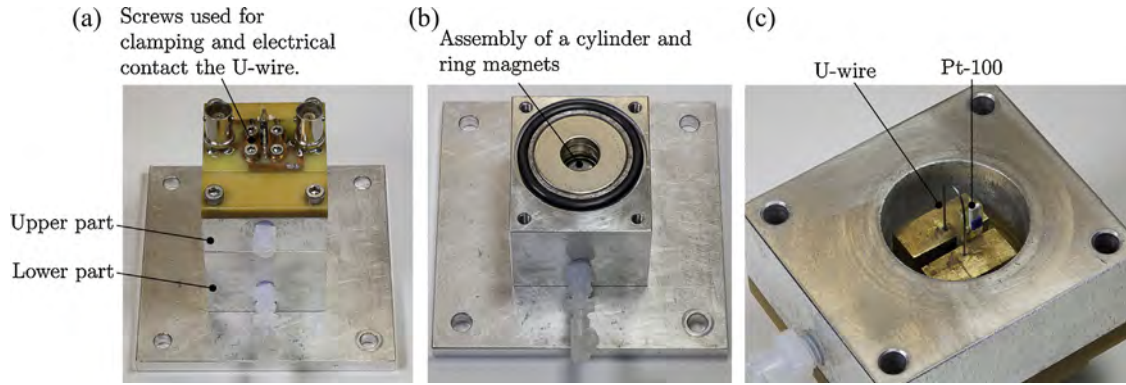 (a)
Screws used for
clamping and electrical
contact the U-wire.
Upper part
Lower part
(b)
Assembly of a cylinder and
ring magnets
(c)
U-wire
Pt-100